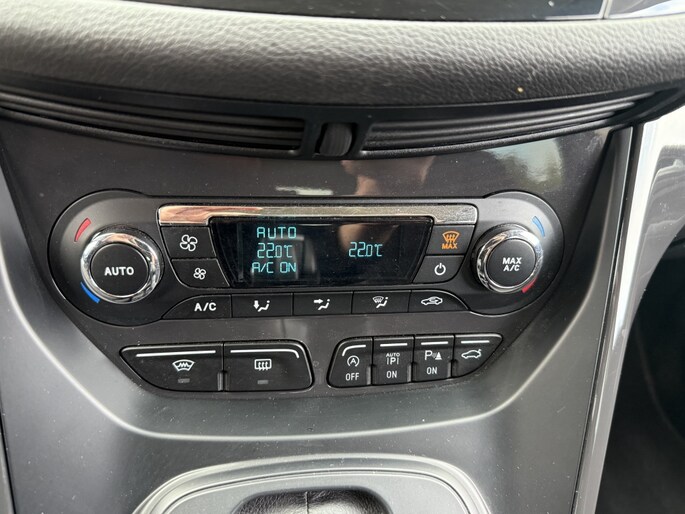 AUTO
22.0°C 22.0°C
A/C ON
MAX
AUTO
MAX
A/C
A/C
OFF
AUTO
P
ON
P
ON